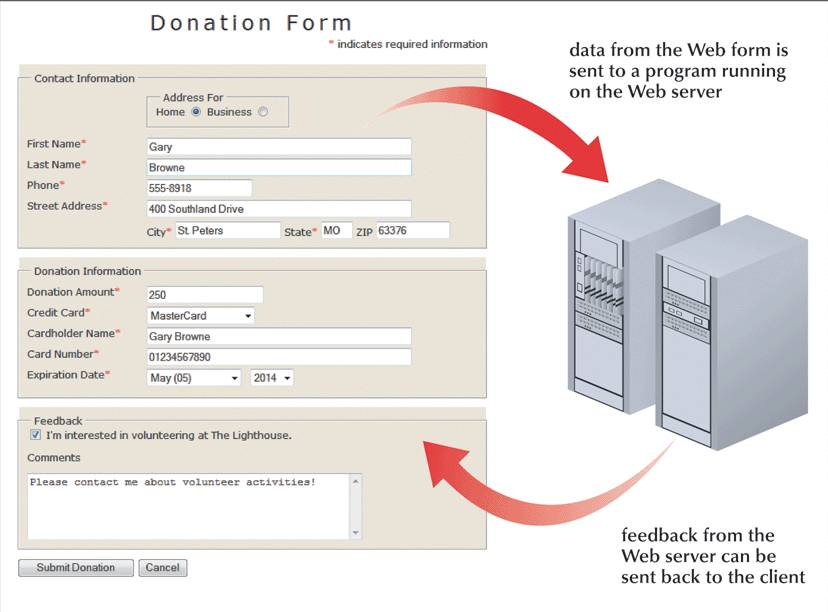 Donation Form
* indicates required information
data from the Web form is
sent to a program running
on the Web server
Contact Information
Address For
Home Business
First Name* Gary
Last Name* Browne
Phone* 555-8918
Street Address* 400 Southland Drive
City* St. Peters State* MO ZIP 63376
Donation Information
Donation Amount* 250
Credit Card* MasterCard
Cardholder Name* Gary Browne
Card Number* 01234567890
Expiration Date* May (05) 2014
Feedback
I'm interested in volunteering at The Lighthouse.
Comments
Please contact me about volunteer activities!
feedback from the
Web server can be
sent back to the client
Submit Donation Cancel